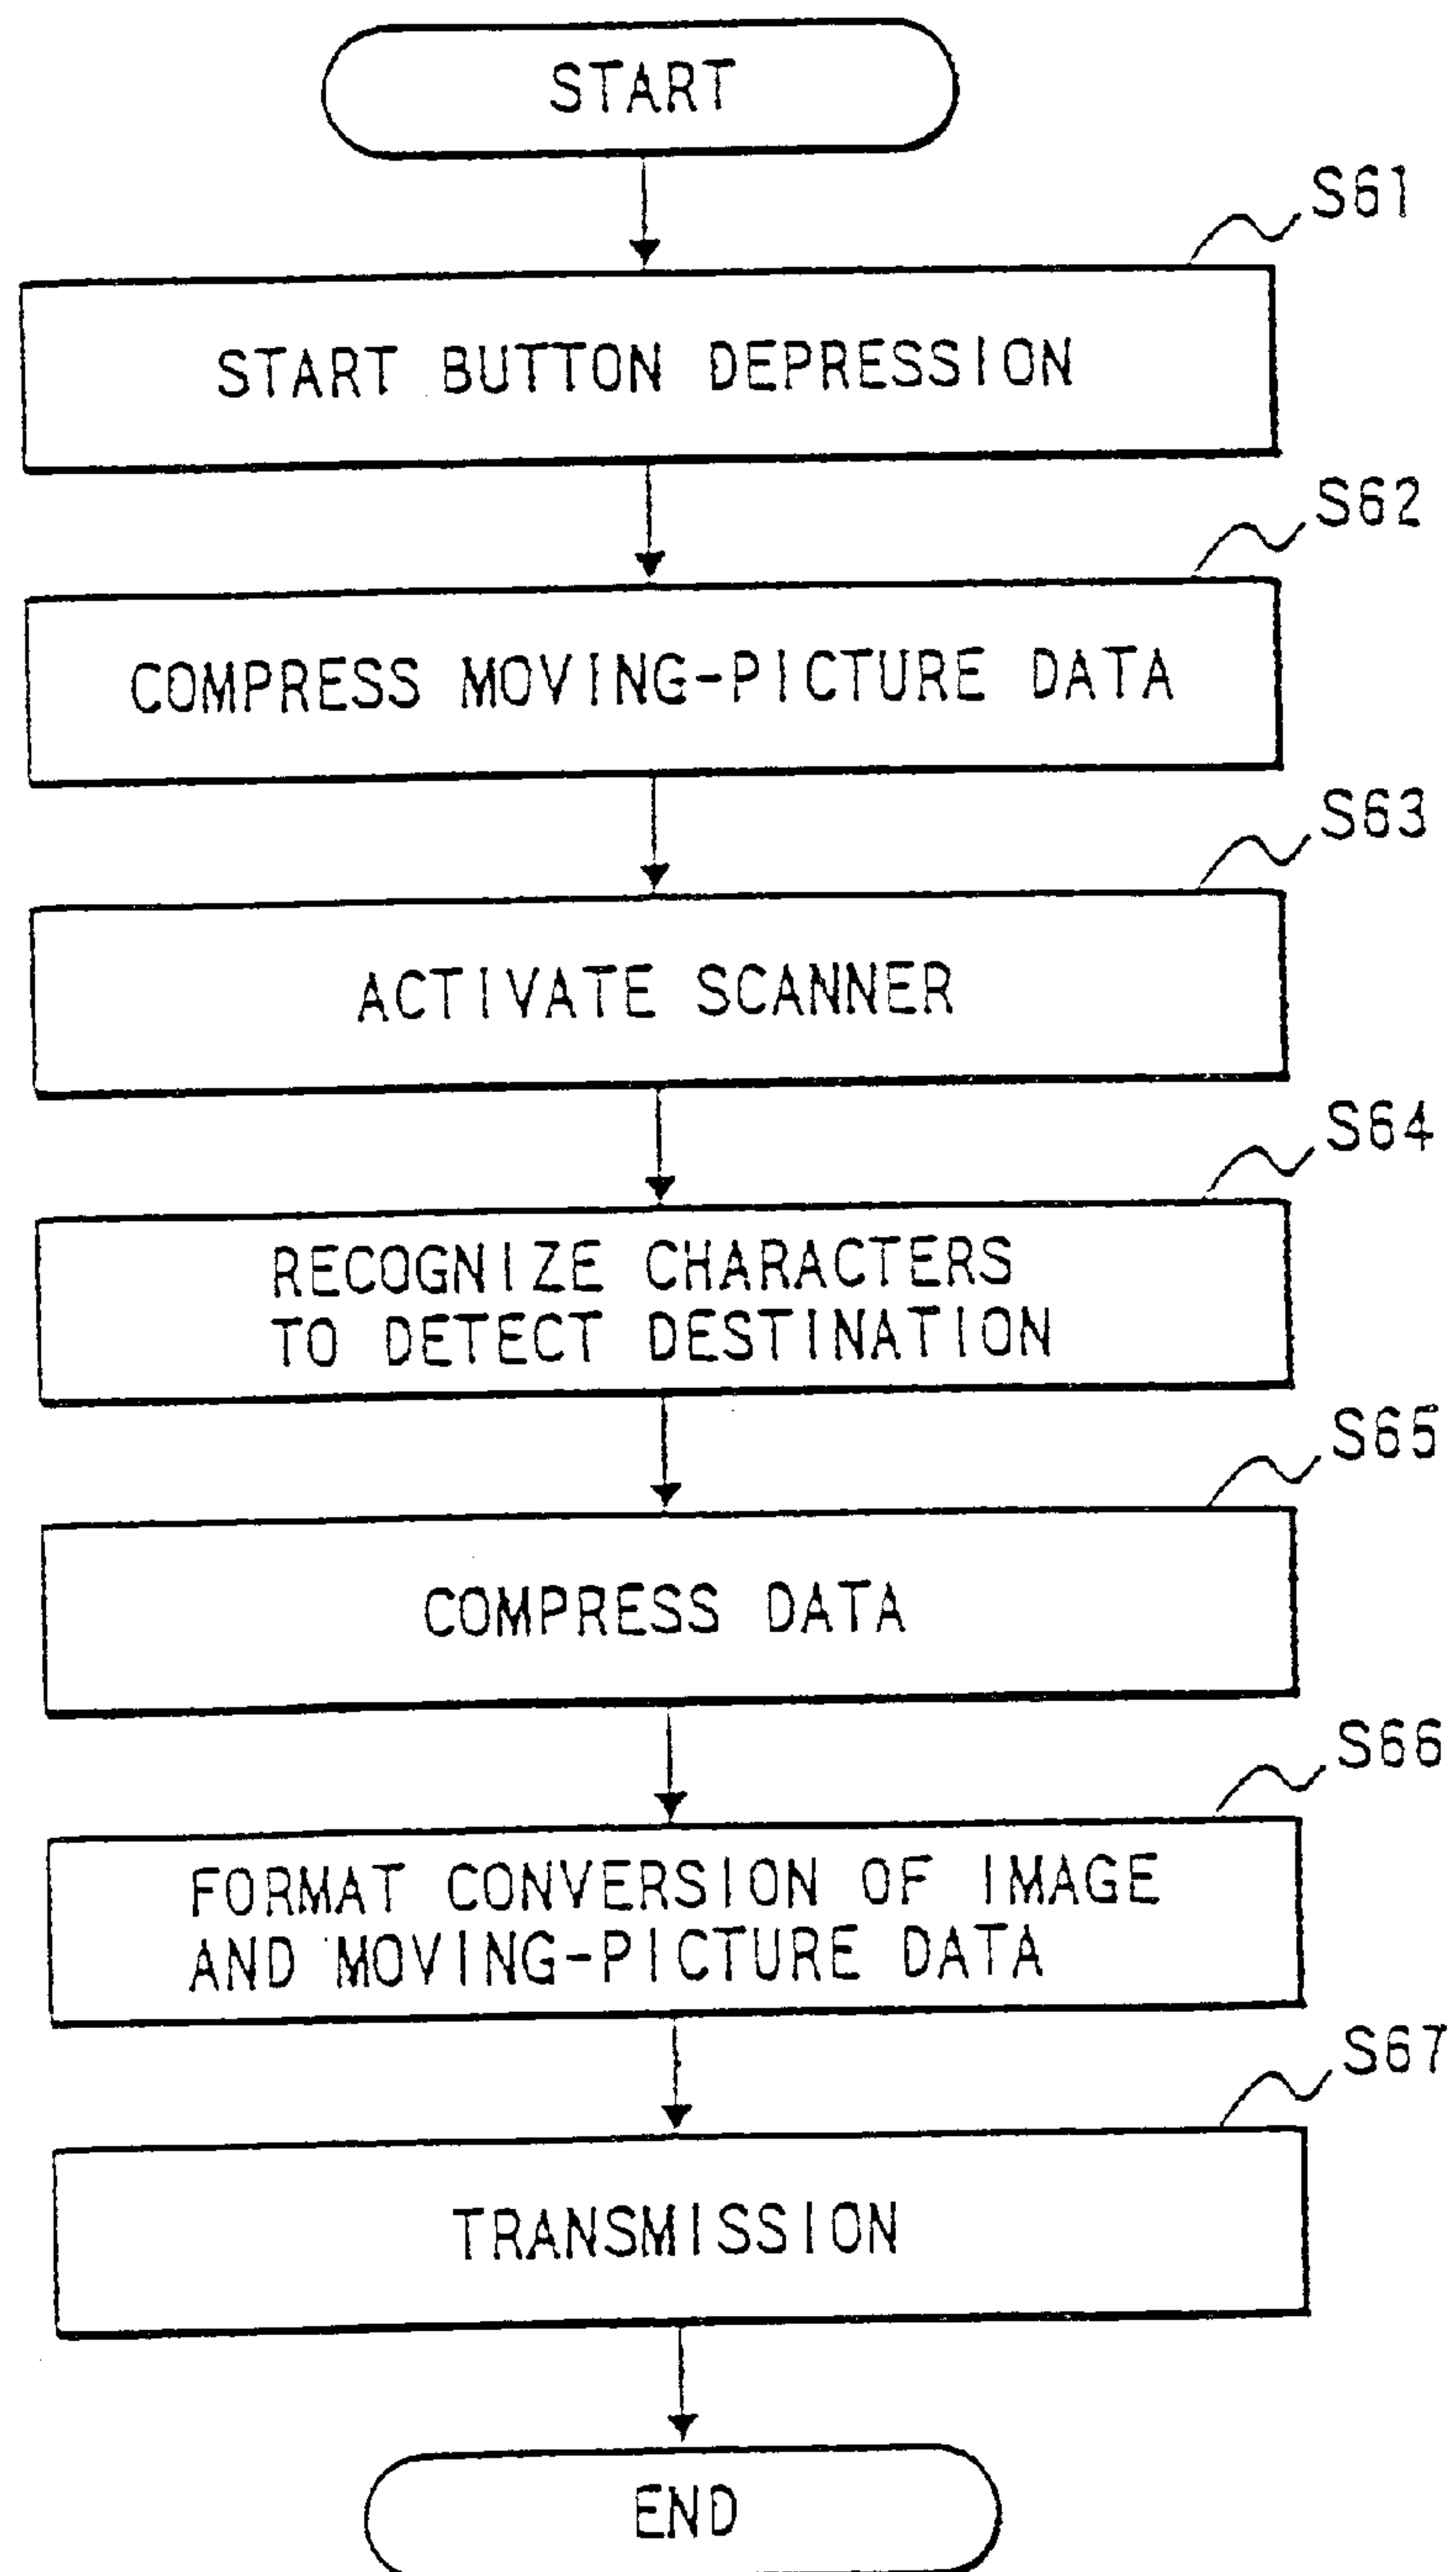 START
S61
START BUTTON DEPRESSION
S62
COMPRESS MOVING-PICTURE DATA
S63
ACTIVATE SCANNER
S64
RECOGNIZE CHARACTERS
TO DETECT DESTINATION
S65
COMPRESS DATA
S66
FORMAT CONVERSION OF IMAGE
AND MOVING-PICTURE DATA
S67
TRANSMISSION
END